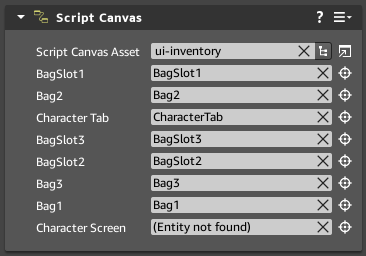 Script Canvas ?
Script Canvas Asset ui-inventory
BagSlot1 BagSlot1
Bag2 Bag2
Character Tab CharacterTab
BagSlot3 BagSlot3
BagSlot2 BagSlot2
Bag3 Bag3
Bag1 Bag1
Character Screen (Entity not found)